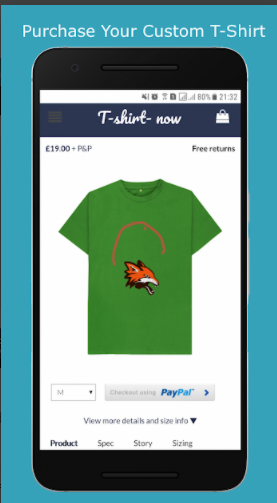 Purchase Your Custom T-Shirt
80% 21:32
T-shirt- now
£19.00 + P&P Free returns
M Checkout using PayPal™
View more details and size info ▼
Product Spec Story Sizing